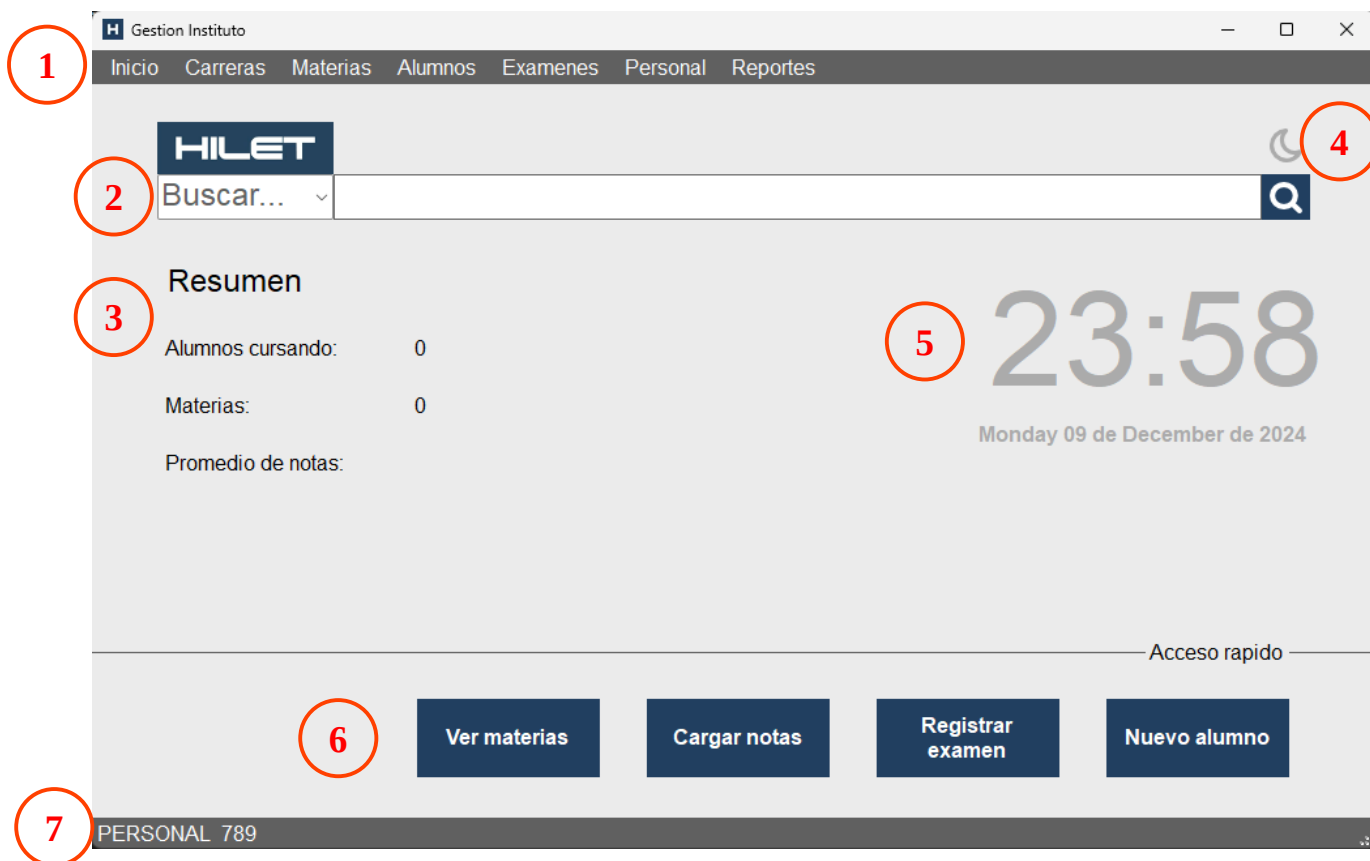 H Gestion Instituto
1
Inicio Carreras Materias Alumnos Examenes Personal Reportes
4
HILET
2
Buscar...
Resumen
3
5
23:58
Alumnos cursando: 0
Materias: 0
Monday 09 de December de 2024
Promedio de notas:
Acceso rapido
6
Ver materias
Cargar notas
Registrar
examen
Nuevo alumno
7
PERSONAL 789